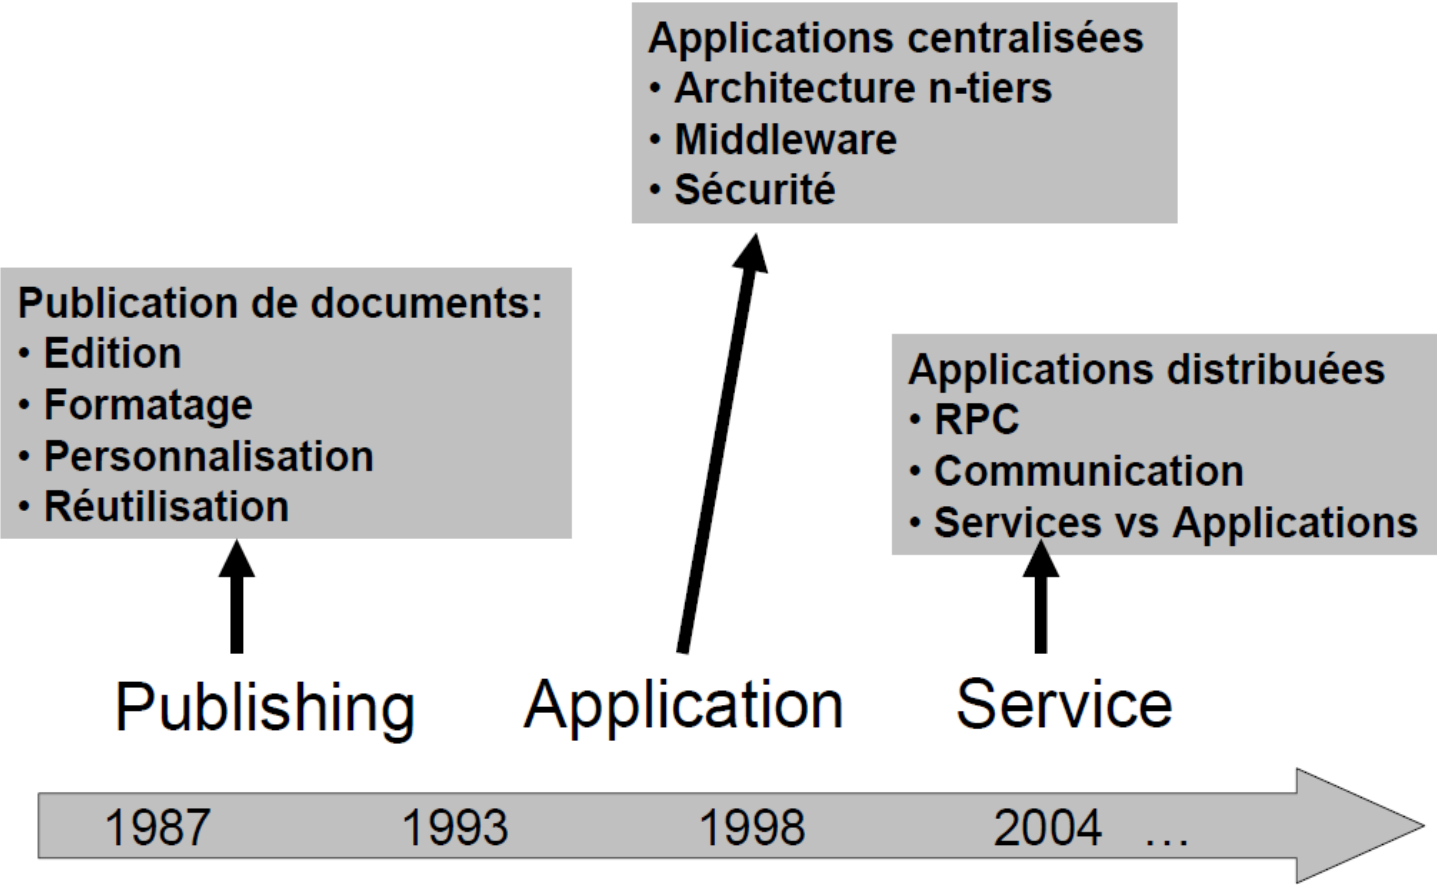 Applications centralisées
• Architecture n-tiers
• Middleware
• Sécurité
Publication de documents:
• Edition
• Formatage
• Personnalisation
• Réutilisation
Applications distribuées
• RPC
• Communication
• Services vs Applications
Publishing Application Service
1987 1993 1998 2004 ...